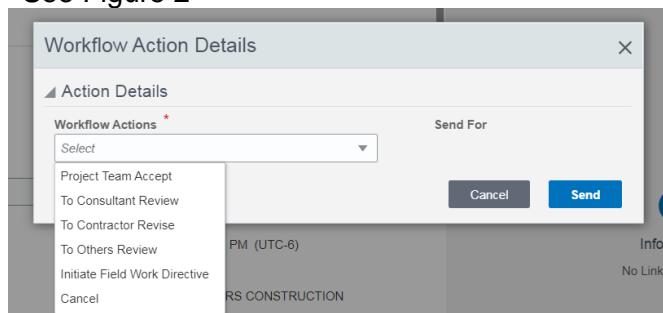 See Figure 2
Workflow Action Details
Action Details
Workflow Actions *
Send For
Select
Project Team Accept
To Consultant Review
Cancel
Send
To Contractor Revise
To Others Review
PM (UTC-6)
Info
Initiate Field Work Directive
No Link
Cancel
RS CONSTRUCTION